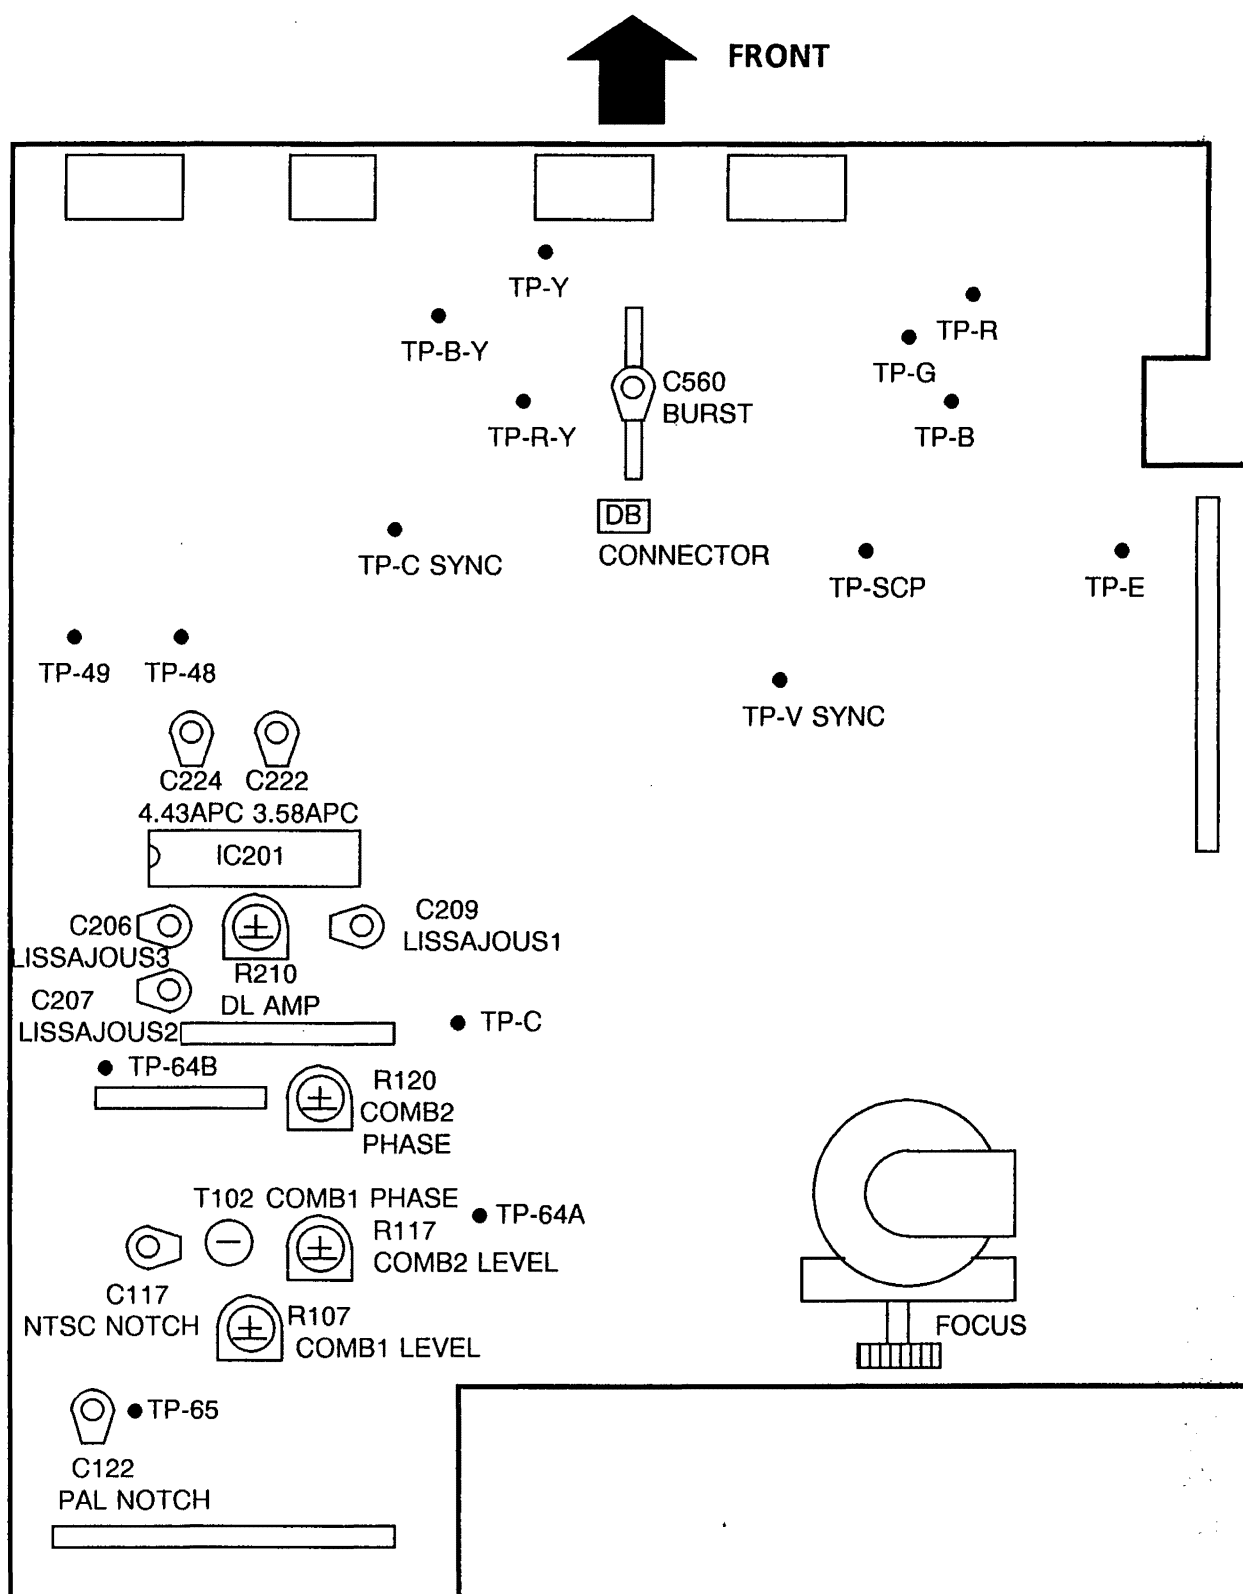 FRONT
TP-Y
TP-R
TP-B-Y
TP-G
C560
BURST
TP-R-Y
TP-B
DB
CONNECTOR
TP-C SYNC
TP-SCP
TP-E
TP-49
TP-48
TP-V SYNC
C224
C222
4.43APC 3.58APC
IC201
C206
LISSAJOUS3
C209
LISSAJOUS1
R210
DL AMP
C207
LISSAJOUS2
TP-C
TP-64B
R120
COMB2
PHASE
T102 COMB1 PHASE
TP-64A
R117
COMB2 LEVEL
C117
NTSC NOTCH
R107
COMB1 LEVEL
FOCUS
TP-65
C122
PAL NOTCH